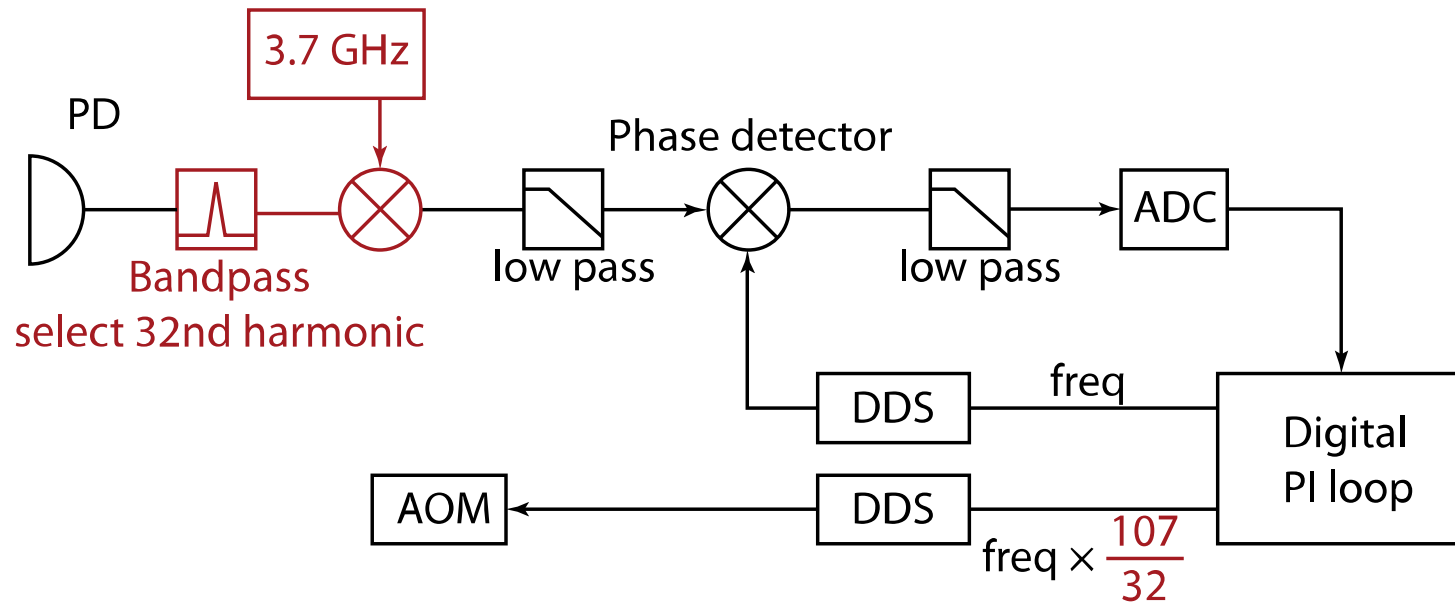 3.7 GHz
PD
Phase detector
Bandpass
select 32nd harmonic
low pass
low pass
ADC
DDS
freq
Digital
PI loop
AOM
DDS
freq × 107/32